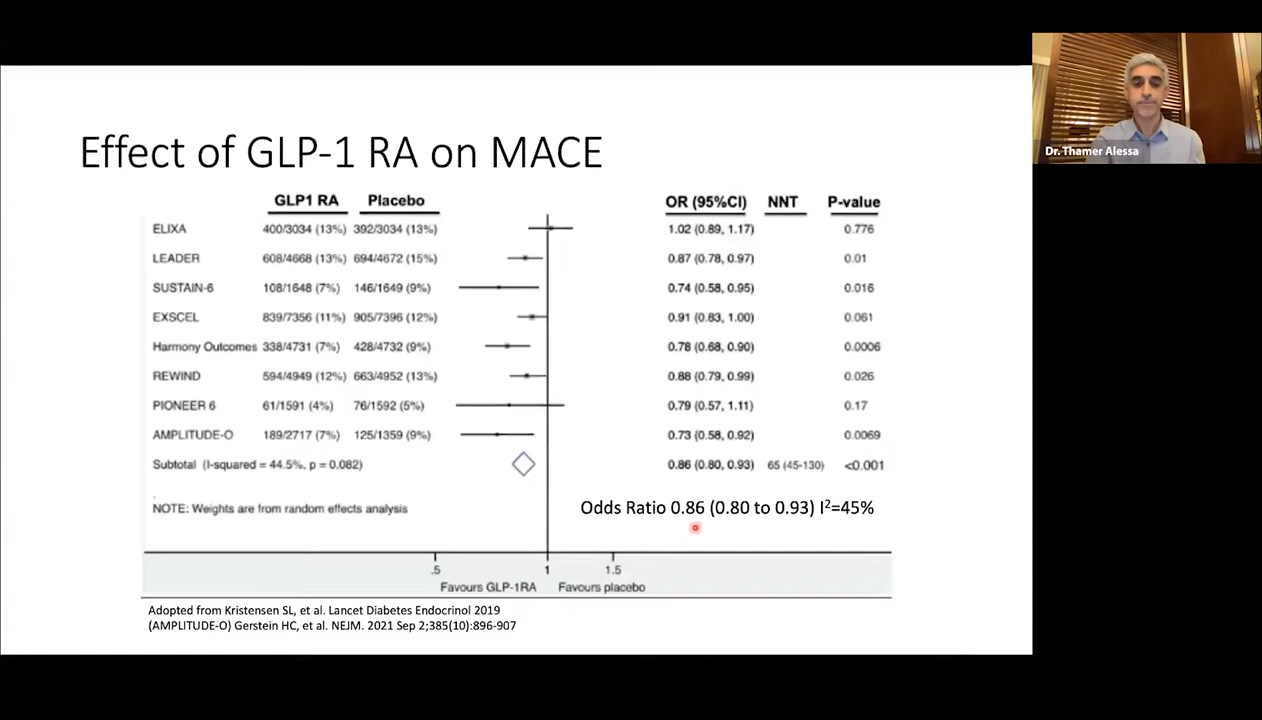 Dr. Thamer Alessa
Effect of GLP-1 RA on MACE
GLP1 RA Placebo OR (95%CI) NNT P-value
ELIXA 400/3034 (13%) 392/3034 (13%) 1.02 (0.89, 1.17) 0.776
LEADER 608/4668 (13%) 694/4672 (15%) 0.87 (0.78, 0.97) 0.01
SUSTAIN-6 108/1648 (7%) 146/1649 (9%) 0.74 (0.58, 0.95) 0.016
EXSCEL 839/7356 (11%) 905/7396 (12%) 0.91 (0.83, 1.00) 0.061
Harmony Outcomes 338/4731 (7%) 428/4732 (9%) 0.78 (0.68, 0.90) 0.0006
REWIND 594/4949 (12%) 663/4952 (13%) 0.88 (0.79, 0.99) 0.026
PIONEER 6 61/1591 (4%) 76/1592 (5%) 0.79 (0.57, 1.11) 0.17
AMPLITUDE-O 189/2717 (7%) 125/1359 (9%) 0.73 (0.58, 0.92) 0.0069
Subtotal (I-squared = 44.5%, p = 0.082) 0.86 (0.80, 0.93) 65 (45-130) <0.001
NOTE: Weights are from random effects analysis
Odds Ratio 0.86 (0.80 to 0.93) I²=45%
.5 1 1.5
Favours GLP-1RA Favours placebo
Adopted from Kristensen SL, et al. Lancet Diabetes Endocrinol 2019
(AMPLITUDE-O) Gerstein HC, et al. NEJM. 2021 Sep 2;385(10):896-907